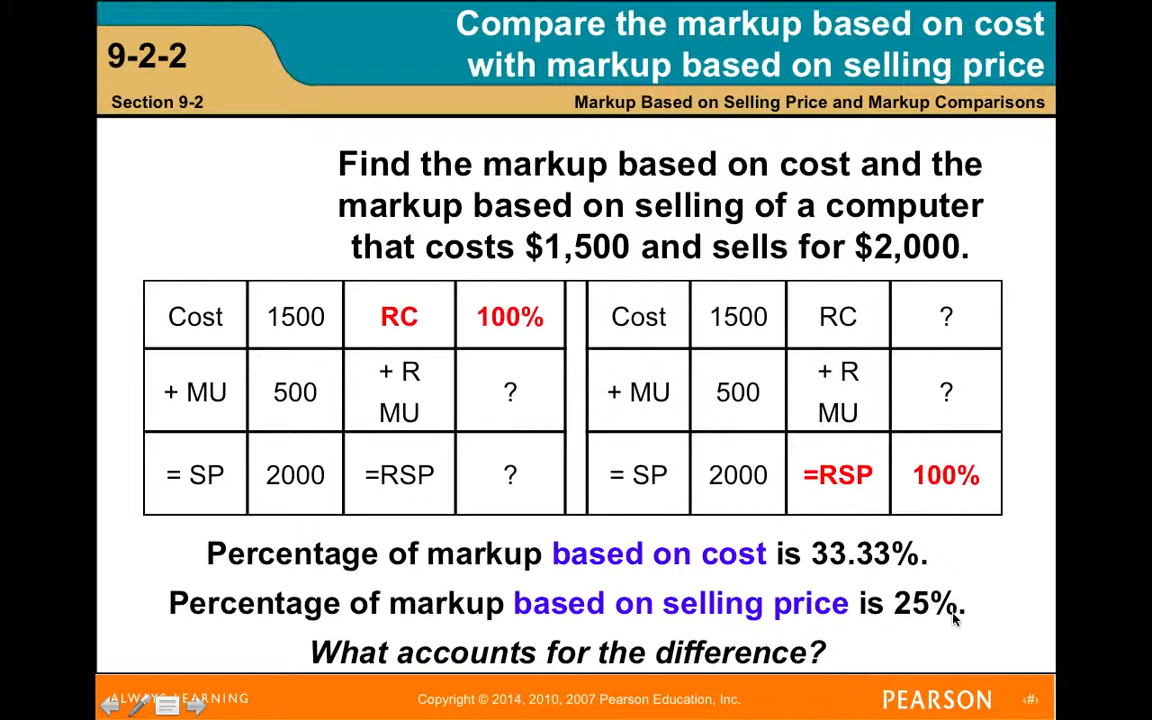 Compare the markup based on cost
9-2-2
with markup based on selling price
Section 9-2
Markup Based on Selling Price and Markup Comparisons
Find the markup based on cost and the
markup based on selling of a computer
that costs $1,500 and sells for $2,000.
Cost 1500 RC 100% Cost 1500 RC ?
+ MU 500 + R MU ? + MU 500 + R MU ?
= SP 2000 =RSP ? = SP 2000 =RSP 100%
Percentage of markup based on cost is 33.33%.
Percentage of markup based on selling price is 25%.
What accounts for the difference?
ALWAYS LEARNING
Copyright © 2014, 2010, 2007 Pearson Education, Inc.
PEARSON
‹#›